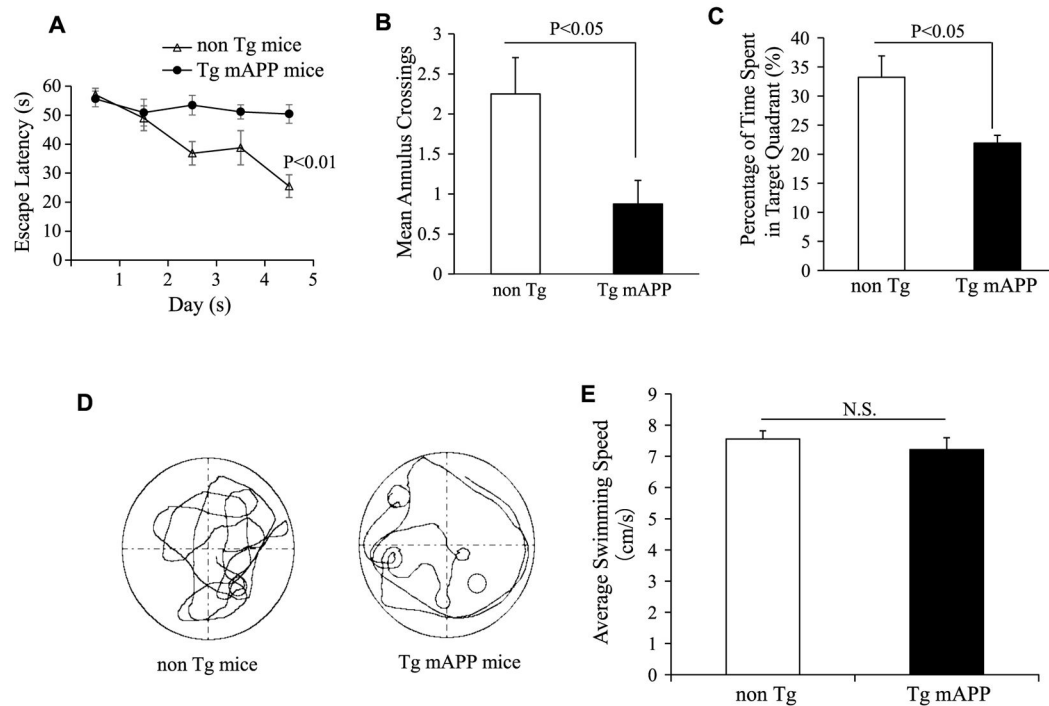 A
non Tg mice
Tg mAPP mice
Escape Latency (s)
60
50
40
30
20
10
0
P<0.01
1 2 3 4 5
Day (s)
B
P<0.05
Mean Annulus Crossings
3
2.5
2
1.5
1
0.5
0
non Tg Tg mAPP
C
P<0.05
Percentage of Time Spent
in Target Quadrant (%)
40
35
30
25
20
15
10
5
0
non Tg Tg mAPP
D
non Tg mice Tg mAPP mice
E
N.S.
Average Swimming Speed
(cm/s)
9
8
7
6
5
4
3
2
1
0
non Tg Tg mAPP